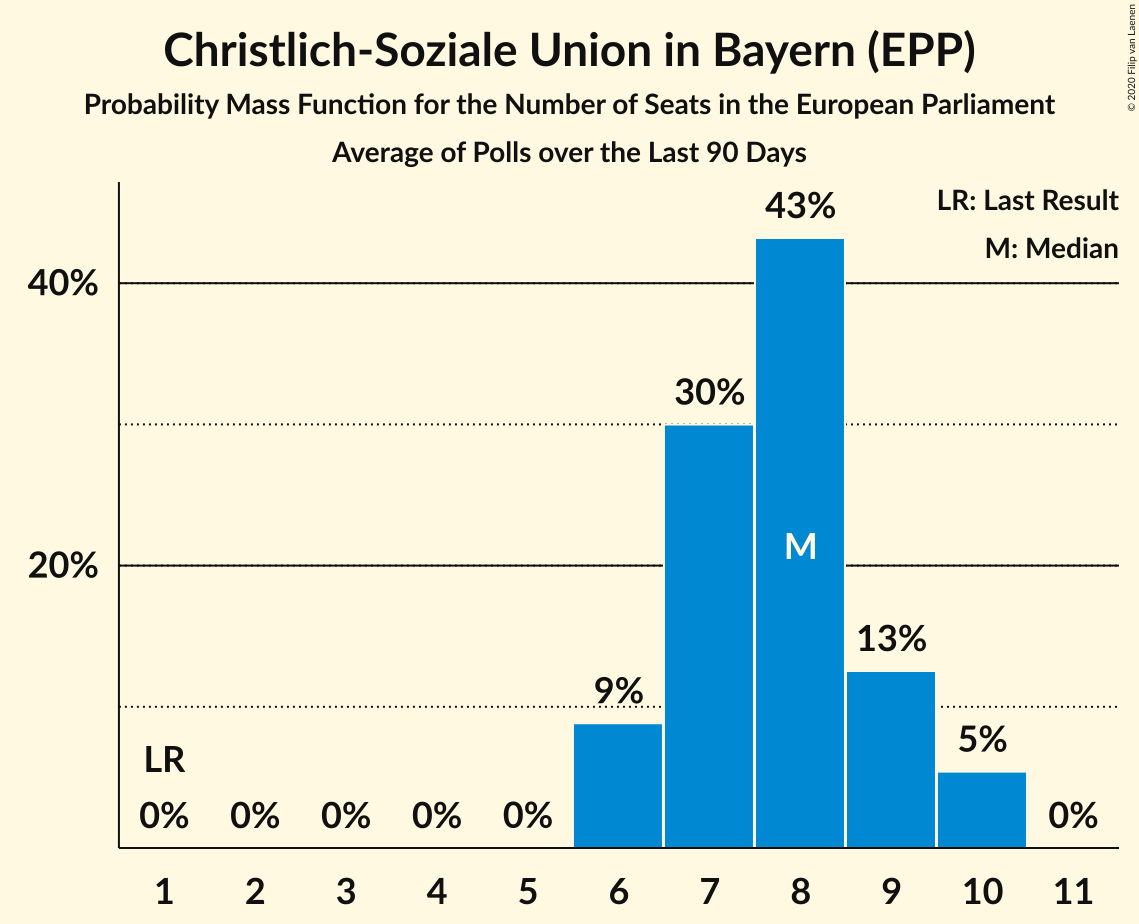 Christlich-Soziale Union in Bayern (EPP)
Probability Mass Function for the Number of Seats in the European Parliament
Average of Polls over the Last 90 Days
© 2020 Filip van Laenen
LR: Last Result
M: Median
43%
40%
30%
M
20%
13%
9%
5%
LR
0% 0% 0% 0% 0% 0%
1 2 3 4 5 6 7 8 9 10 11